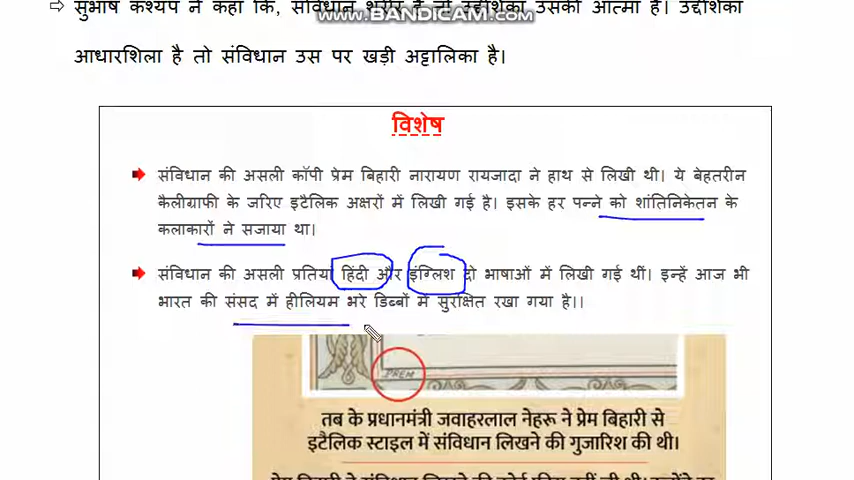 ⇨ सुभाष कश्यप ने कहा कि, संविधान शरीर है तो उद्देशिका उसकी आत्मा है। उद्देशिका
www.BANDICAM.com
आधारशिला है तो संविधान उस पर खड़ी अट्टालिका है।
विशेष
संविधान की असली कॉपी प्रेम बिहारी नारायण रायजादा ने हाथ से लिखी थी। ये बेहतरीन
कैलीग्राफी के जरिए इटैलिक अक्षरों में लिखी गई है। इसके हर पन्ने को शांतिनिकेतन के
कलाकारों ने सजाया था।
संविधान की असली प्रतिया हिंदी और इंग्लिश दो भाषाओं में लिखी गई थीं। इन्हें आज भी
भारत की संसद में हीलियम भरे डिब्बों में सुरक्षित रखा गया है।।
PREM
तब के प्रधानमंत्री जवाहरलाल नेहरू ने प्रेम बिहारी से
इटैलिक स्टाइल में संविधान लिखने की गुजारिश की थी।